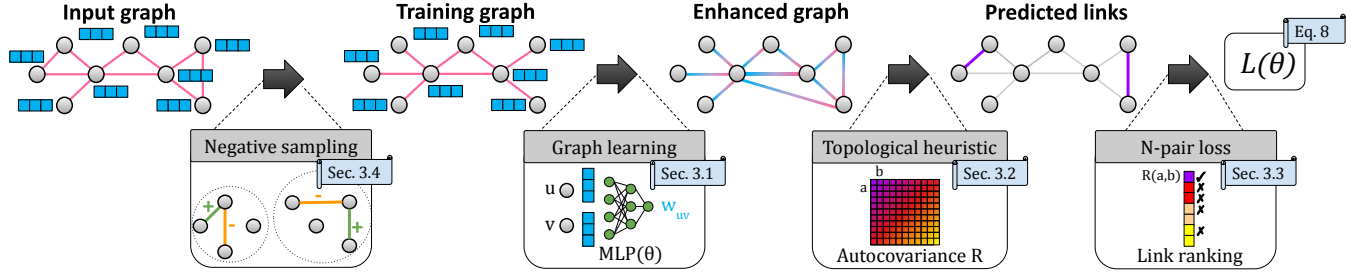 Input graph
Training graph
Enhanced graph
Predicted links
Eq. 8
L(θ)
Negative sampling
Sec. 3.4
+
-
-
+
Graph learning
Sec. 3.1
u
v
w_uv
MLP(θ)
Topological heuristic
Sec. 3.2
b
a
Autocovariance R
N-pair loss
Sec. 3.3
R(a,b)
✓
✗
✗
✗
✗
Link ranking